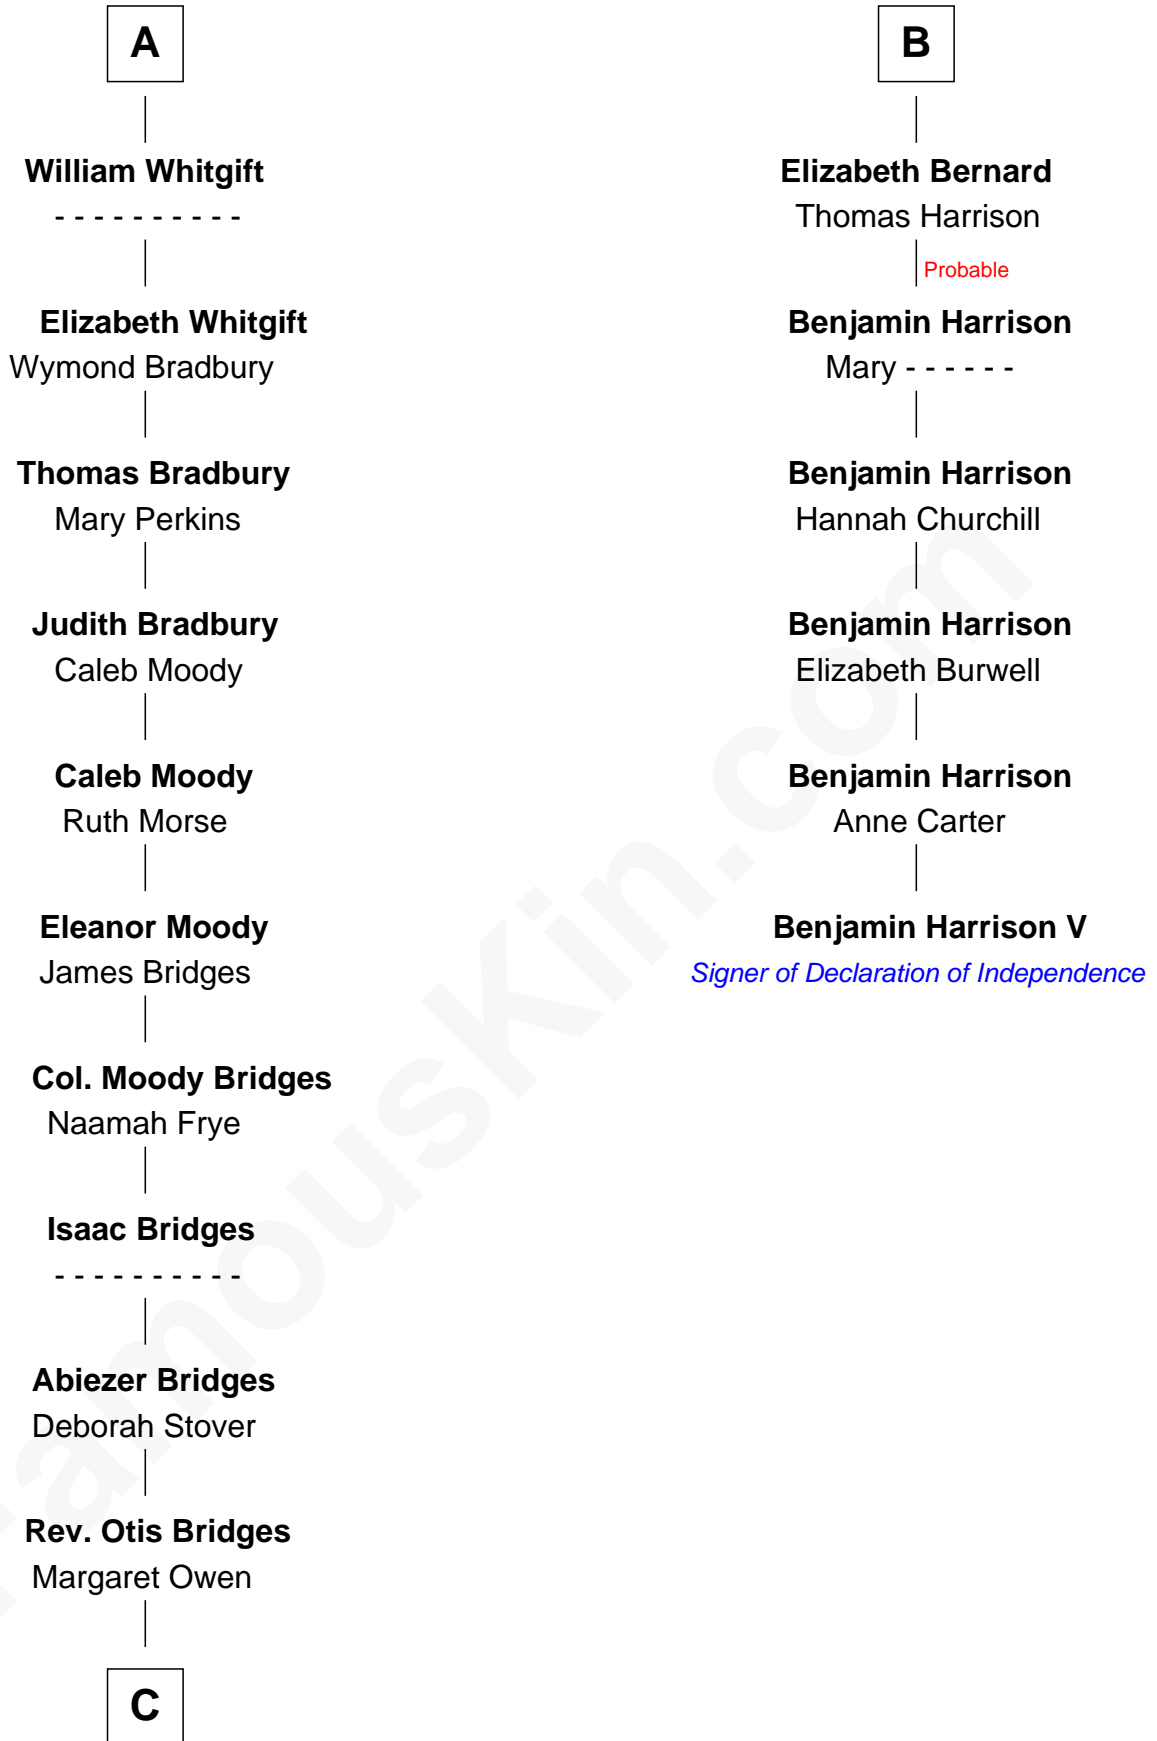 A
William Whitgift
- - - - - - - - - -
Elizabeth Whitgift
Wymond Bradbury
Thomas Bradbury
Mary Perkins
Judith Bradbury
Caleb Moody
Caleb Moody
Ruth Morse
Eleanor Moody
James Bridges
Col. Moody Bridges
Naamah Frye
Isaac Bridges
- - - - - - - - - -
Abiezer Bridges
Deborah Stover
Rev. Otis Bridges
Margaret Owen
C
B
Elizabeth Bernard
Thomas Harrison
Probable
Benjamin Harrison
Mary - - - - - -
Benjamin Harrison
Hannah Churchill
Benjamin Harrison
Elizabeth Burwell
Benjamin Harrison
Anne Carter
Benjamin Harrison V
Signer of Declaration of Independence
FamousKin.com